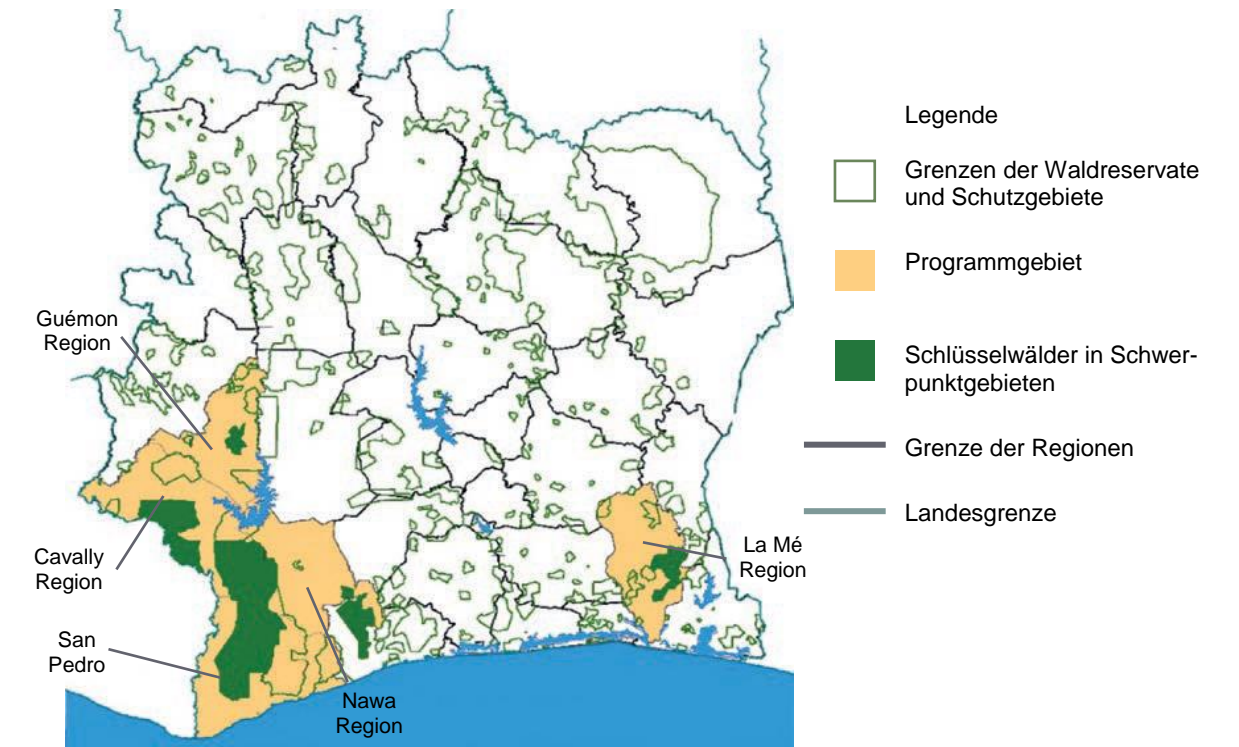 Guémon
Region
Cavally
Region
San
Pedro
Nawa
Region
La Mé
Region
Legende
Grenzen der Waldreservate
und Schutzgebiete
Programmgebiet
Schlüsselwälder in Schwer-
punktgebieten
Grenze der Regionen
Landesgrenze